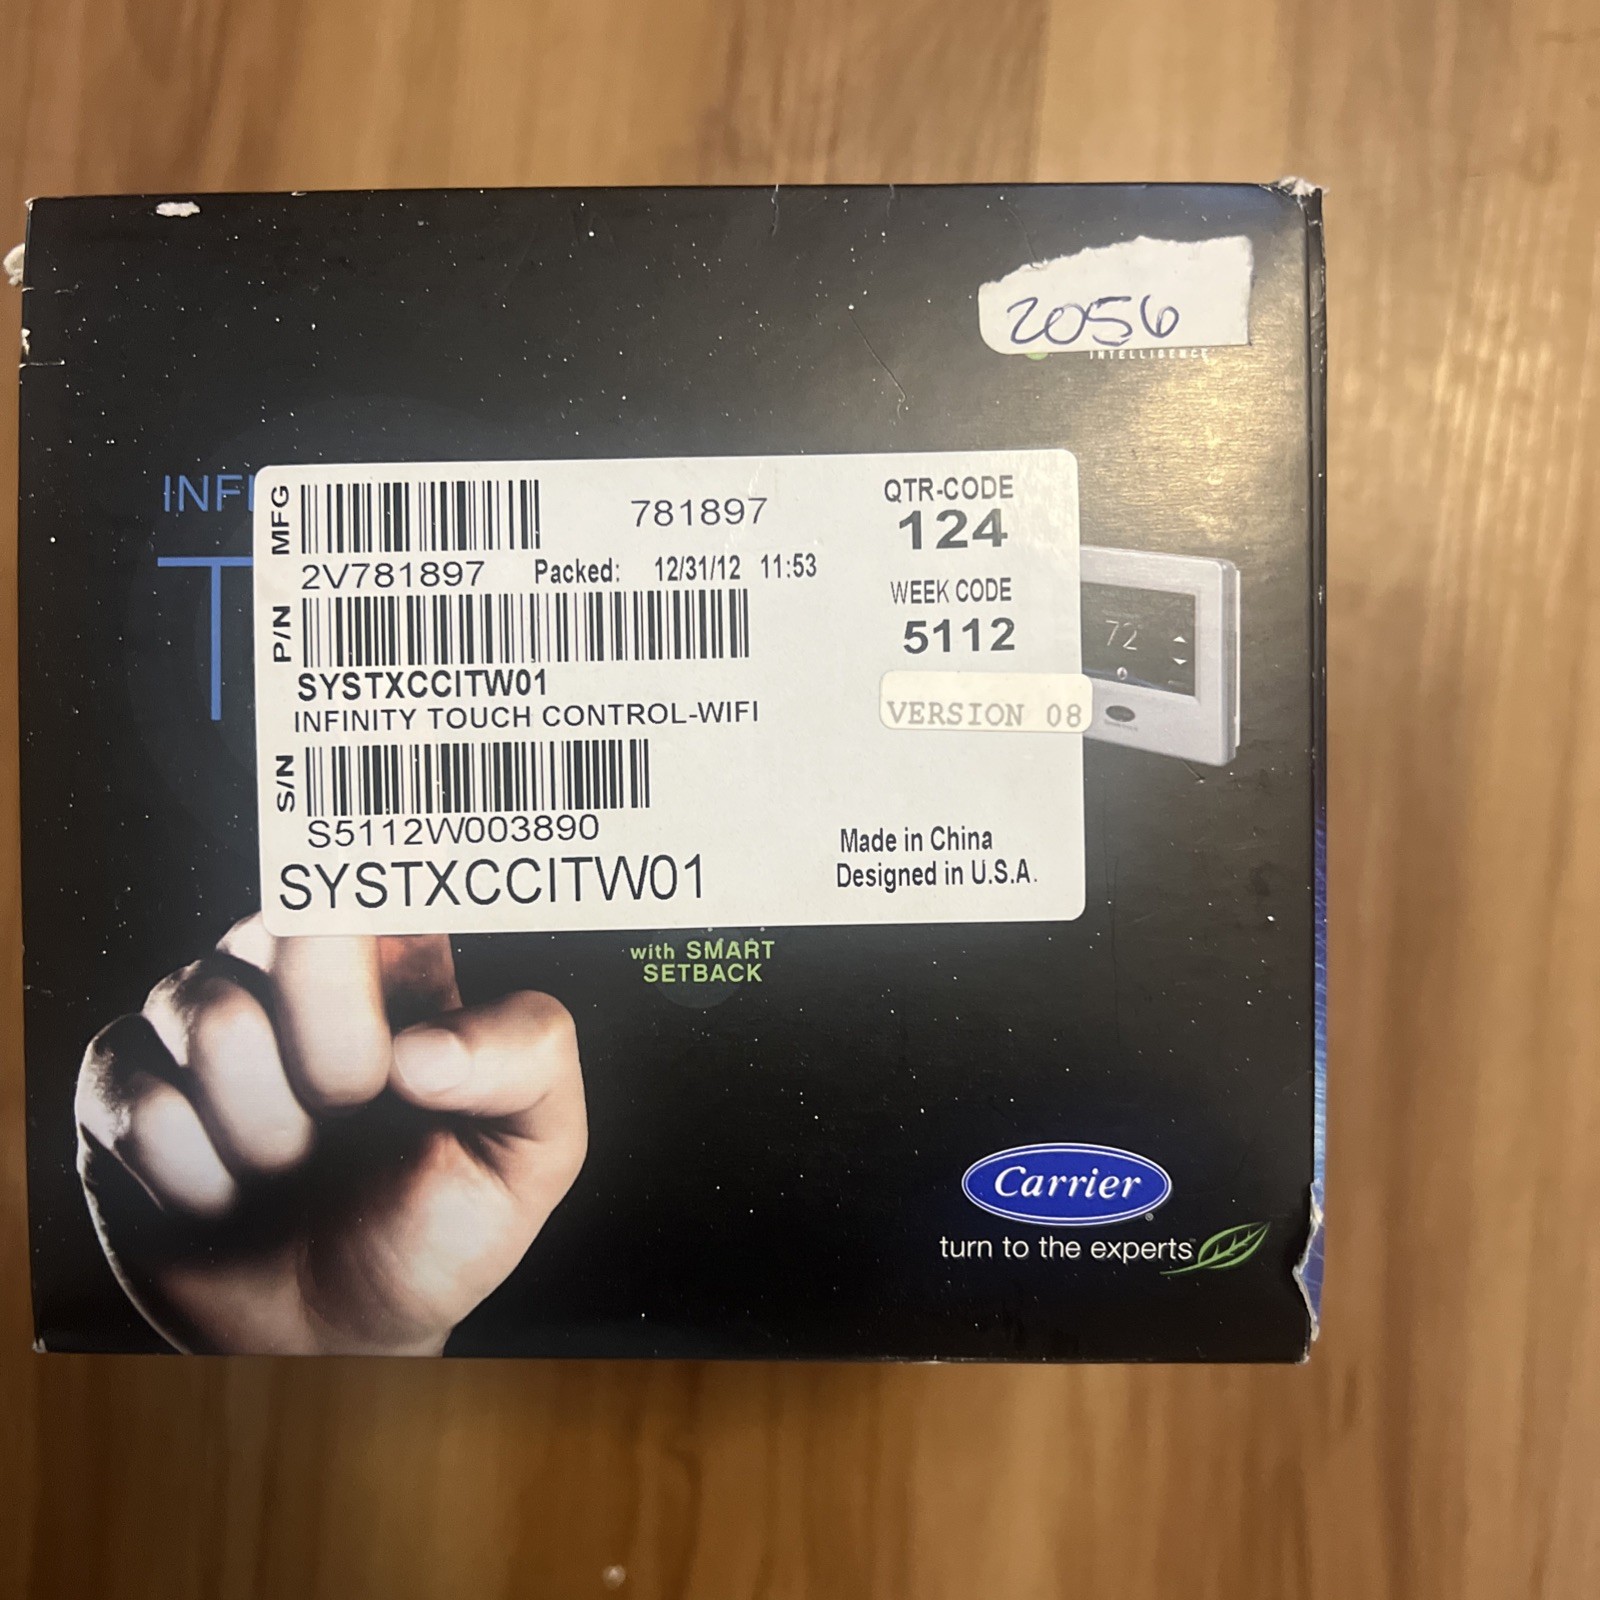 2056
INTELLIGENCE
INFI
T
MFG
781897
QTR-CODE
124
2V781897 Packed: 12/31/12 11:53
WEEK CODE
5112
P/N
SYSTXCCITW01
INFINITY TOUCH CONTROL-WIFI
VERSION 08
72
S/N
S5112W003890
SYSTXCCITW01
Made in China
Designed in U.S.A.
with SMART
SETBACK
Carrier
turn to the experts